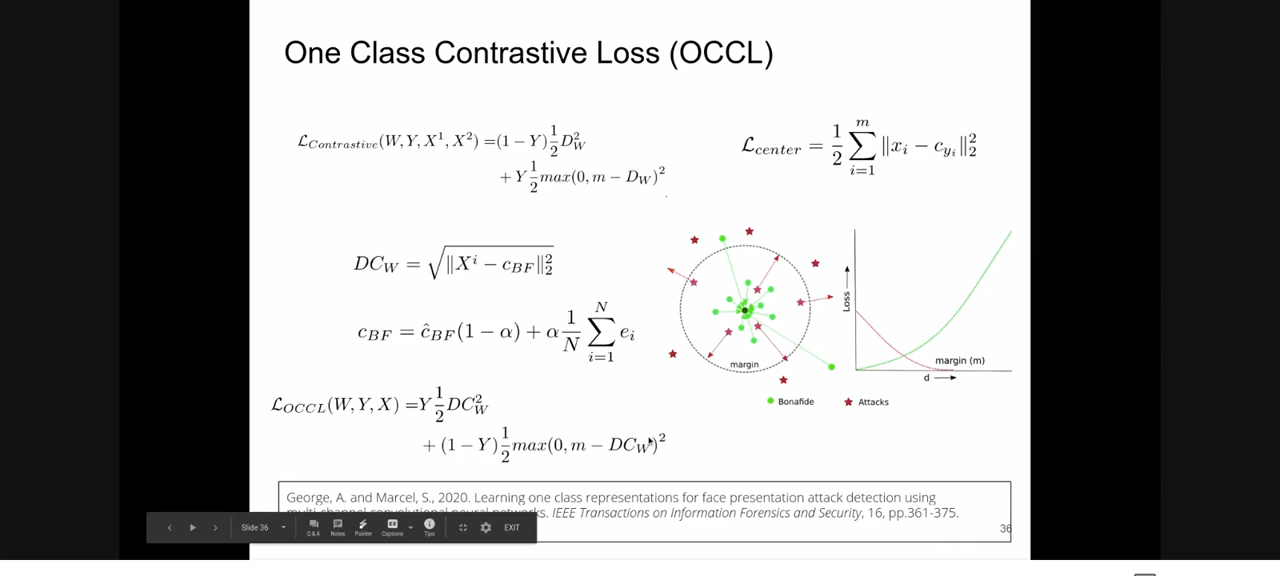 One Class Contrastive Loss (OCCL)
\mathcal{L}_{Contrastive}(W, Y, X^1, X^2) = (1 - Y)\frac{1}{2}D_W^2
+ Y\frac{1}{2}max(0, m - D_W)^2
\mathcal{L}_{center} = \frac{1}{2}\sum_{i=1}^{m}\|x_i - c_{y_i}\|_2^2
DC_W = \sqrt{\|X^i - c_{BF}\|_2^2}
c_{BF} = \hat{c}_{BF}(1 - \alpha) + \alpha\frac{1}{N}\sum_{i=1}^{N}e_i
\mathcal{L}_{OCCL}(W, Y, X) = Y\frac{1}{2}DC_W^2
+ (1 - Y)\frac{1}{2}max(0, m - DC_W)^2
margin
Loss
margin (m)
d
Bonafide
Attacks
George, A. and Marcel, S., 2020. Learning one class representations for face presentation attack detection using
IEEE Transactions on Information Forensics and Security, 16, pp.361-375.
36
Slide 36
Q&A
Notes
Pointer
Captions
Tips
EXIT